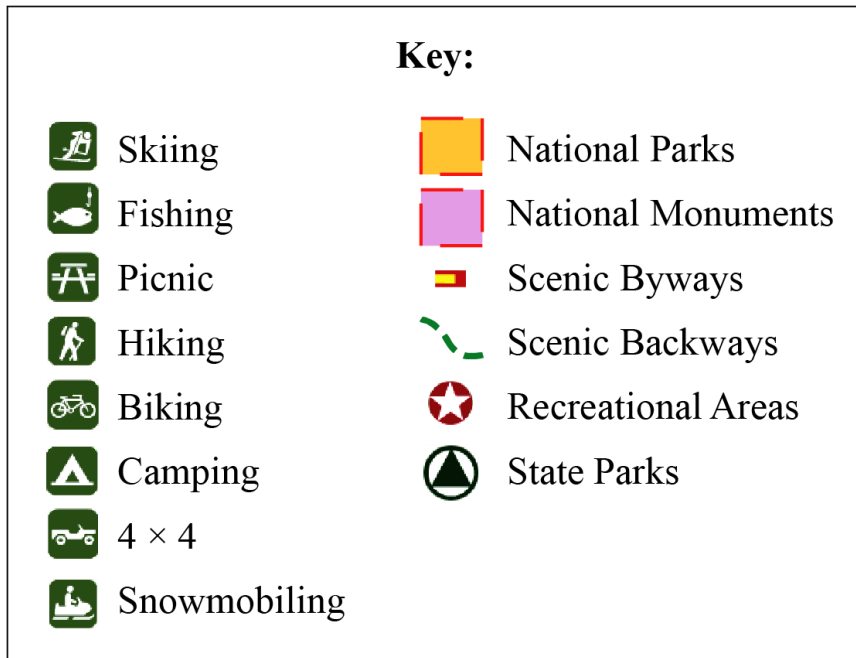 Key:
Skiing
Fishing
Picnic
Hiking
Biking
Camping
4 × 4
Snowmobiling
National Parks
National Monuments
Scenic Byways
Scenic Backways
Recreational Areas
State Parks